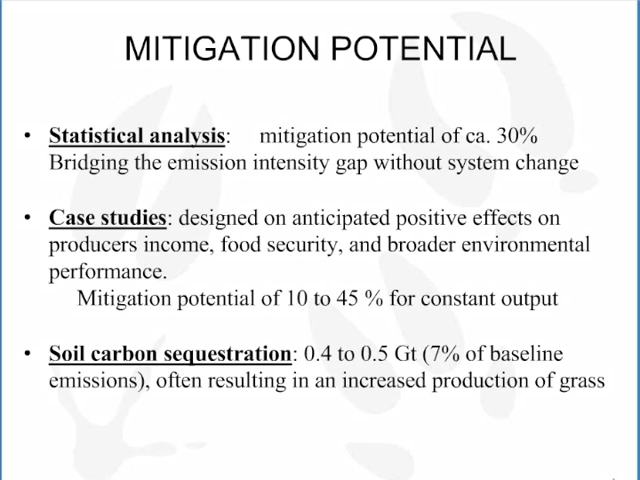 MITIGATION POTENTIAL
• Statistical analysis: mitigation potential of ca. 30%
Bridging the emission intensity gap without system change
• Case studies: designed on anticipated positive effects on
producers income, food security, and broader environmental
performance.
Mitigation potential of 10 to 45 % for constant output
• Soil carbon sequestration: 0.4 to 0.5 Gt (7% of baseline
emissions), often resulting in an increased production of grass